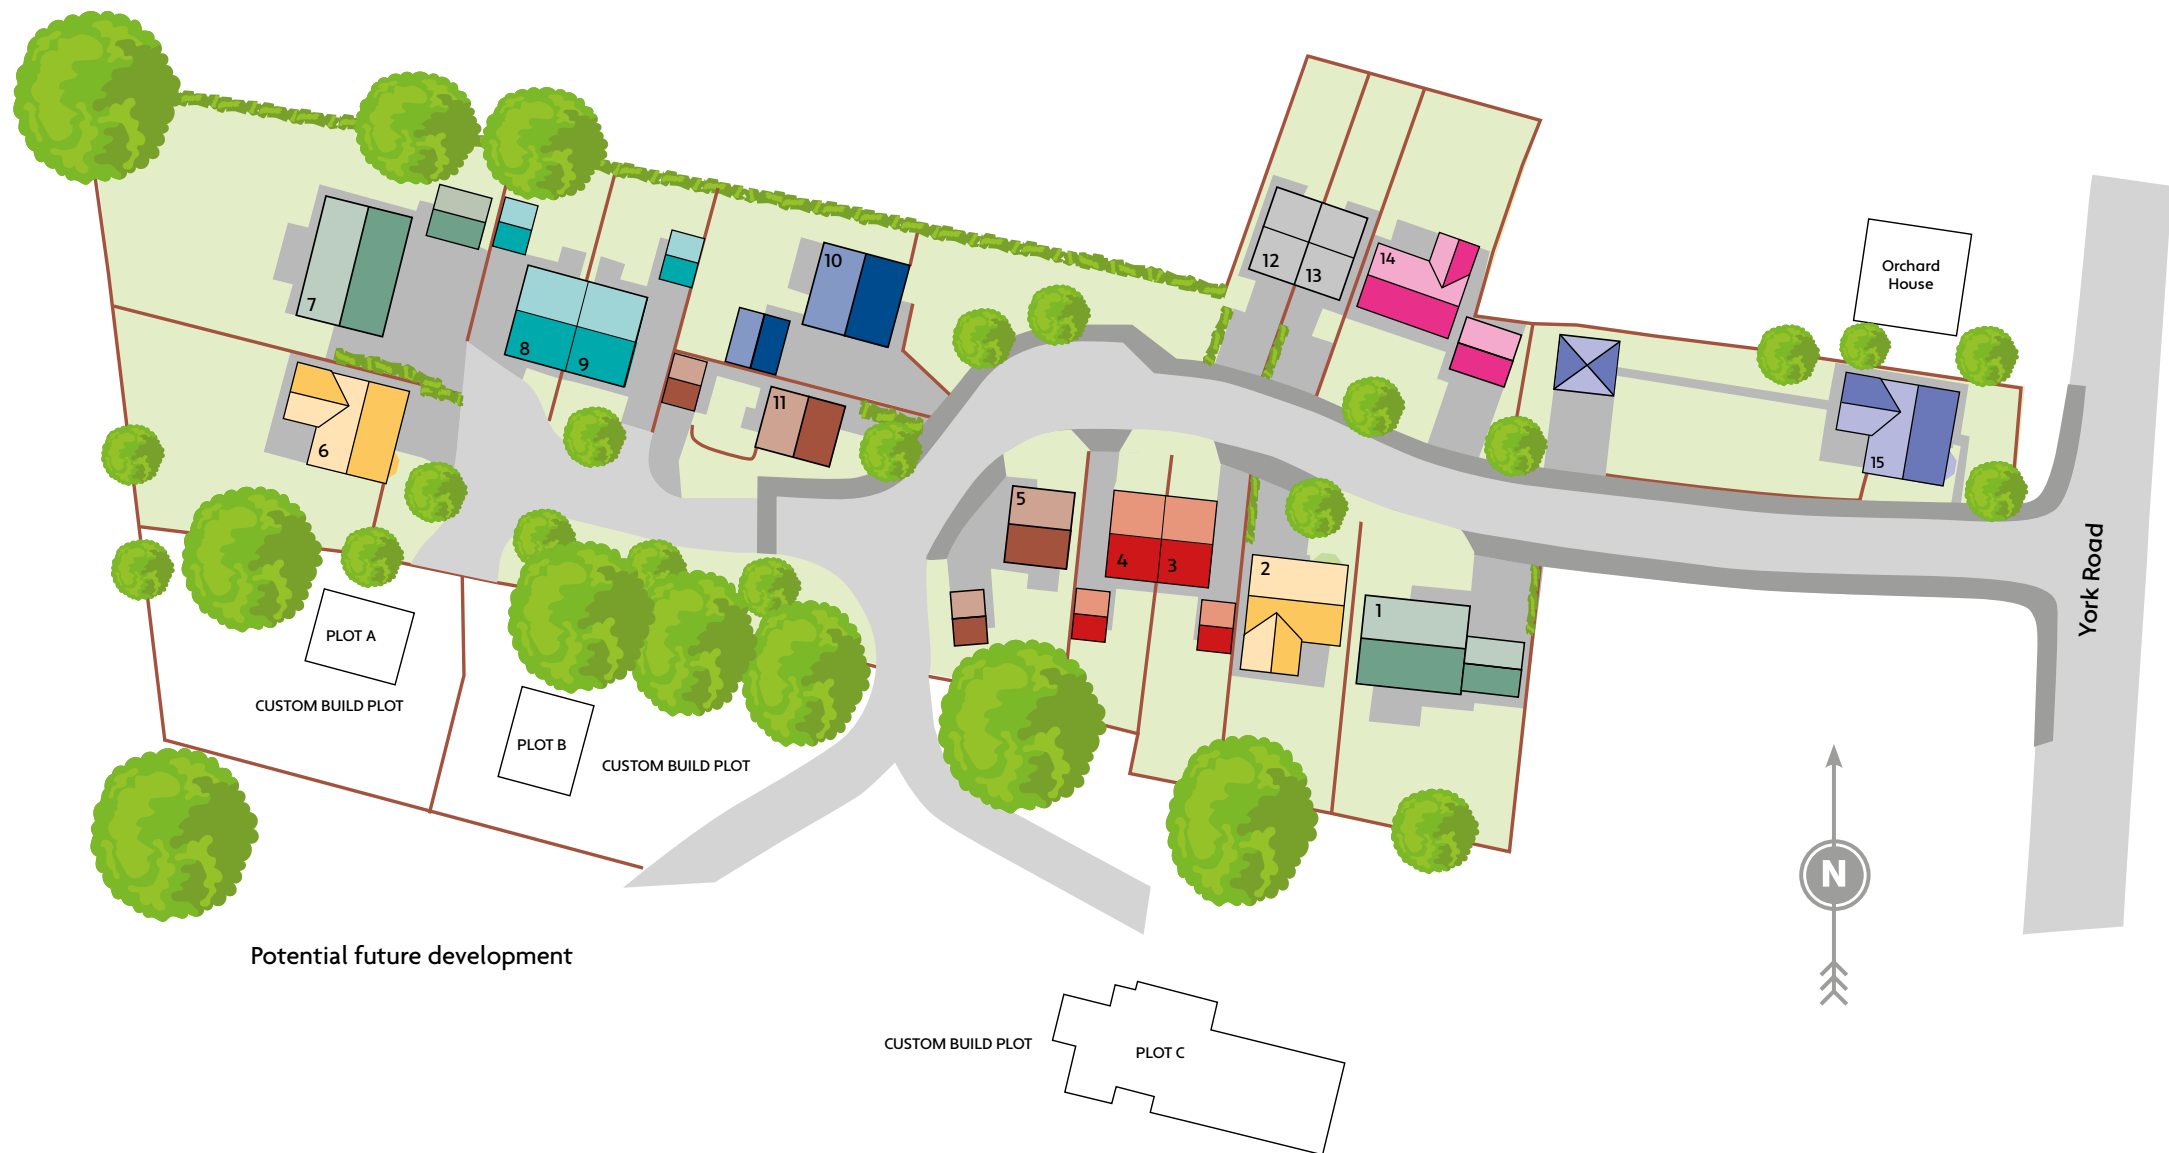 Orchard
House
10
12
13
14
7
8
9
11
15
6
5
4
3
2
1
York Road
PLOT A
CUSTOM BUILD PLOT
PLOT B
CUSTOM BUILD PLOT
N
Potential future development
CUSTOM BUILD PLOT
PLOT C